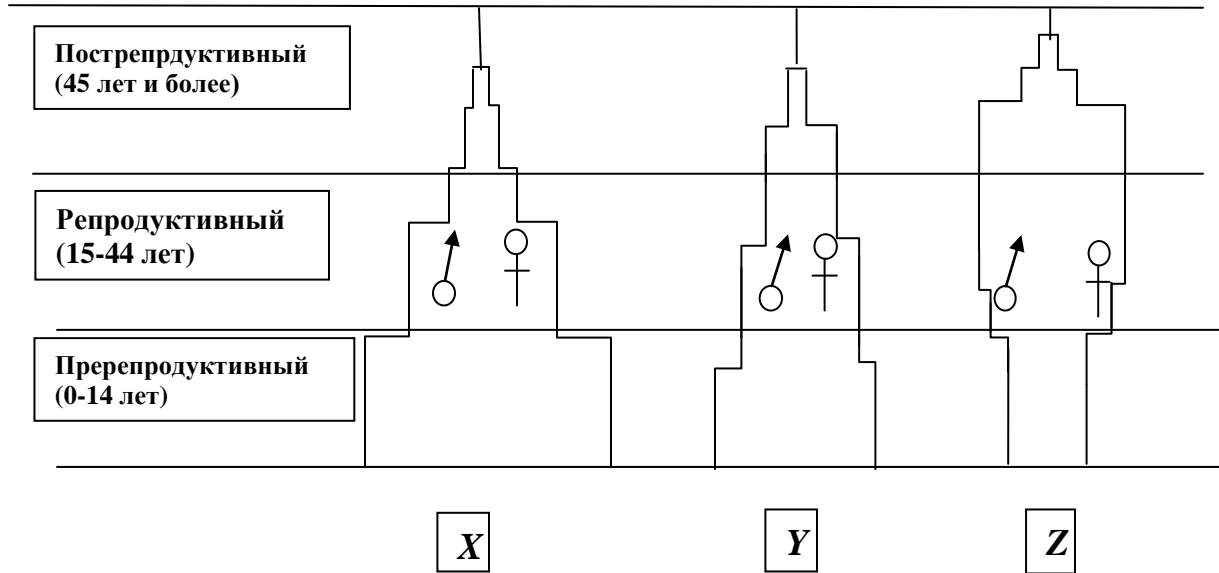 Пострепрдуктивный
(45 лет и более)
Репродуктивный
(15-44 лет)
Пререпродуктивный
(0-14 лет)
X
Y
Z